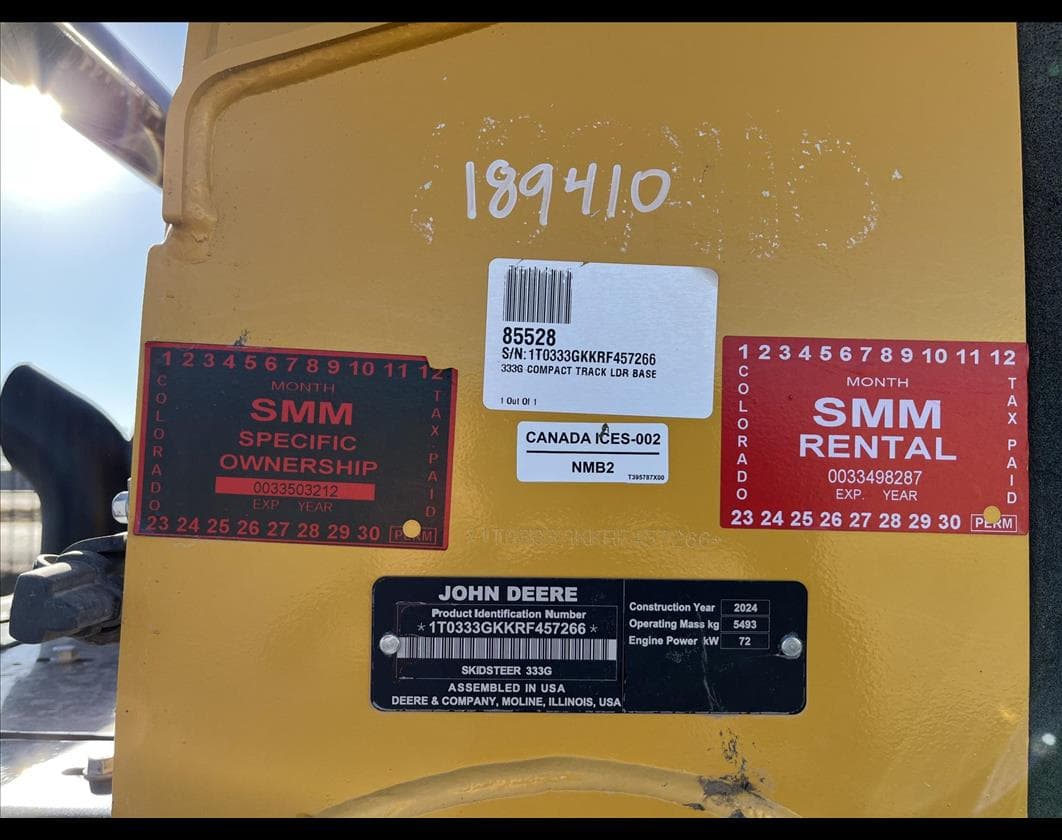 189410
85528
S/N:1T0333GKKRF457266
333G COMPACT TRACK LDR BASE
1 Out Of 1
CANADA ICES-002
NMB2
T395787X00
1 2 3 4 5 6 7 8 9 10 11 12
COLORADO
MONTH
SMM
SPECIFIC
OWNERSHIP
0033503212
EXP YEAR
TAX PAID
23 24 25 26 27 28 29 30 PERM
1 2 3 4 5 6 7 8 9 10 11 12
COLORADO
MONTH
SMM
RENTAL
0033498287
EXP. YEAR
TAX PAID
23 24 25 26 27 28 29 30 PERM
JOHN DEERE
Product Identification Number
*1T0333GKKRF457266*
SKIDSTEER 333G
ASSEMBLED IN USA
DEERE & COMPANY, MOLINE, ILLINOIS, USA
Construction Year 2024
Operating Mass kg 5493
Engine Power kW 72